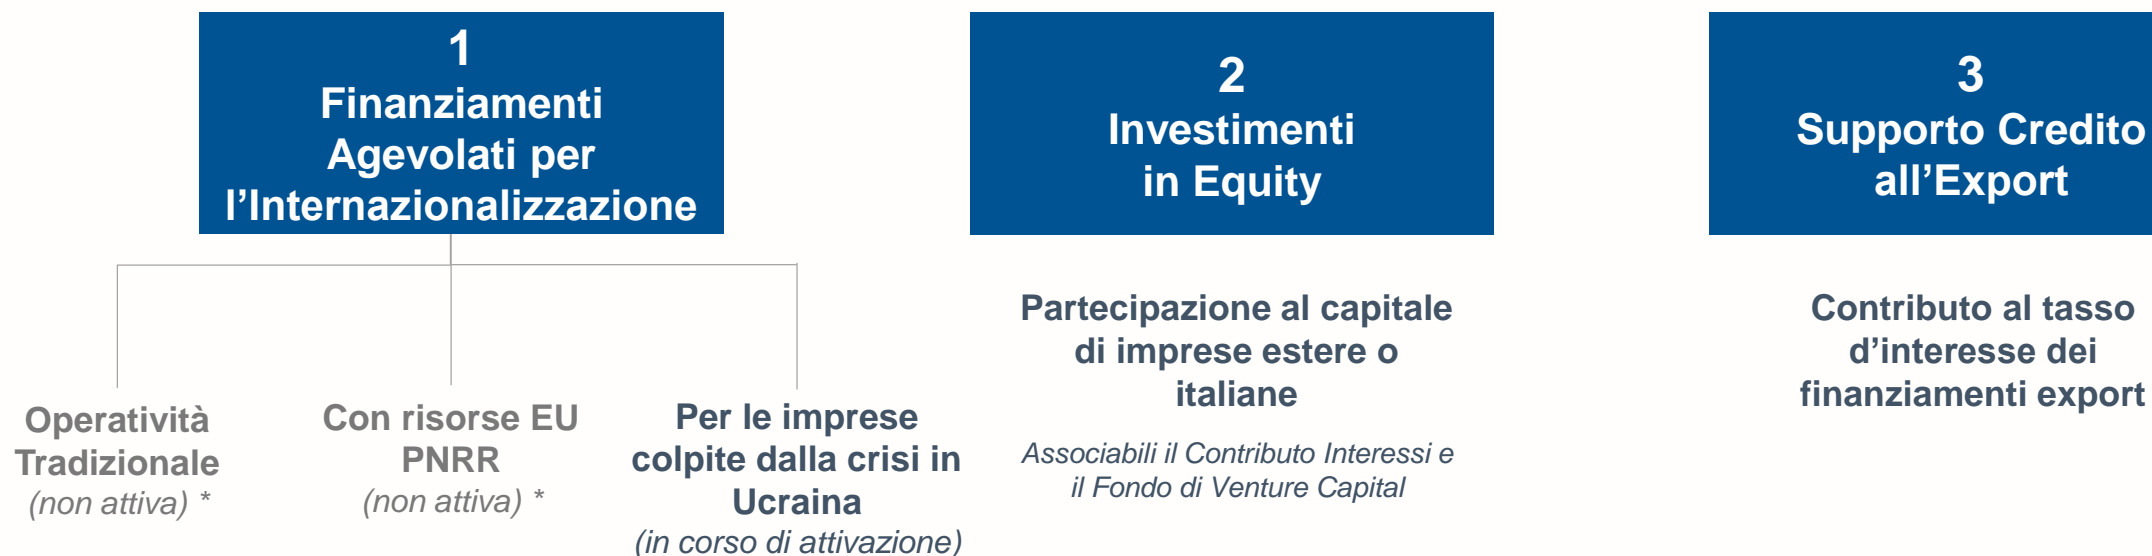 1
Finanziamenti
Agevolati per
l’Internazionalizzazione
Operatività
Tradizionale
(non attiva) *
Con risorse EU
PNRR
(non attiva) *
Per le imprese
colpite dalla crisi in
Ucraina
(in corso di attivazione)
2
Investimenti
in Equity
Partecipazione al capitale
di imprese estere o
italiane
Associabili il Contributo Interessi e
il Fondo di Venture Capital
3
Supporto Credito
all’Export
Contributo al tasso
d’interesse dei
finanziamenti export